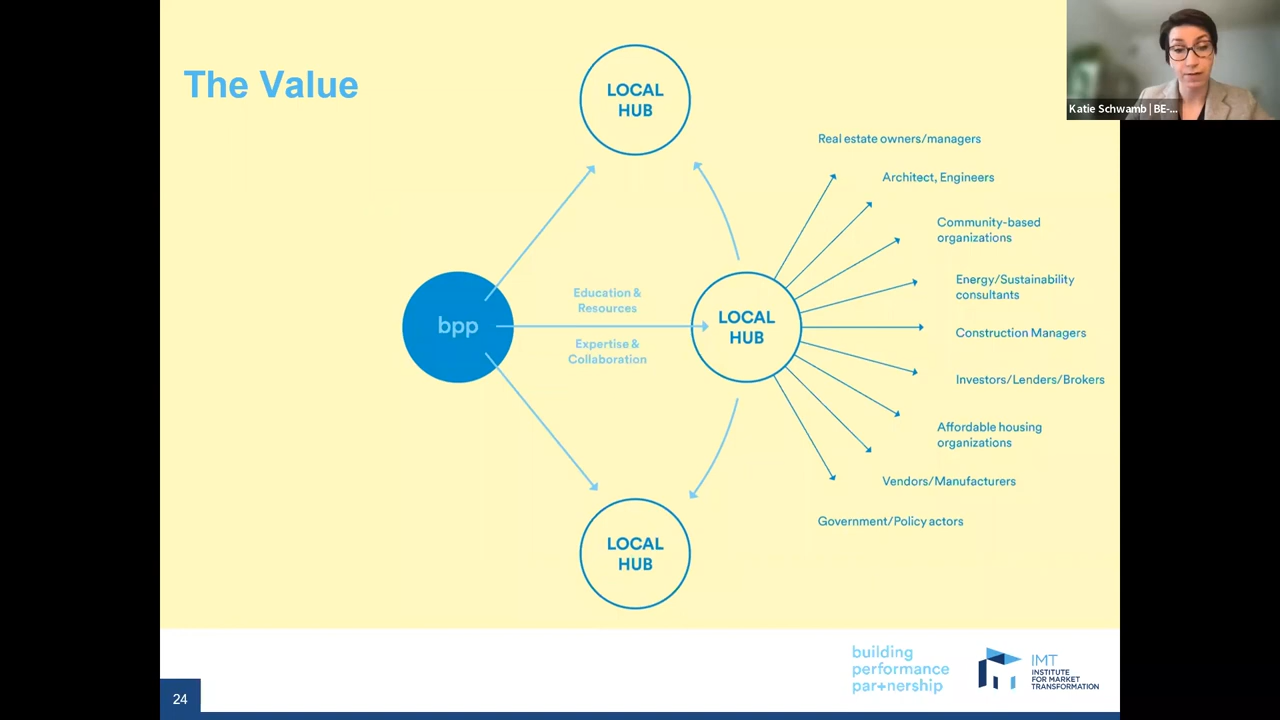 The Value
LOCAL
HUB
Katie Schwamb | BE-...
Real estate owners/managers
Architect, Engineers
Community-based
organizations
Energy/Sustainability
consultants
Construction Managers
Investors/Lenders/Brokers
Affordable housing
organizations
Vendors/Manufacturers
Government/Policy actors
bpp
Education &
Resources
Expertise &
Collaboration
LOCAL
HUB
LOCAL
HUB
building
performance
par+nership
IMT
INSTITUTE
FOR MARKET
TRANSFORMATION
24